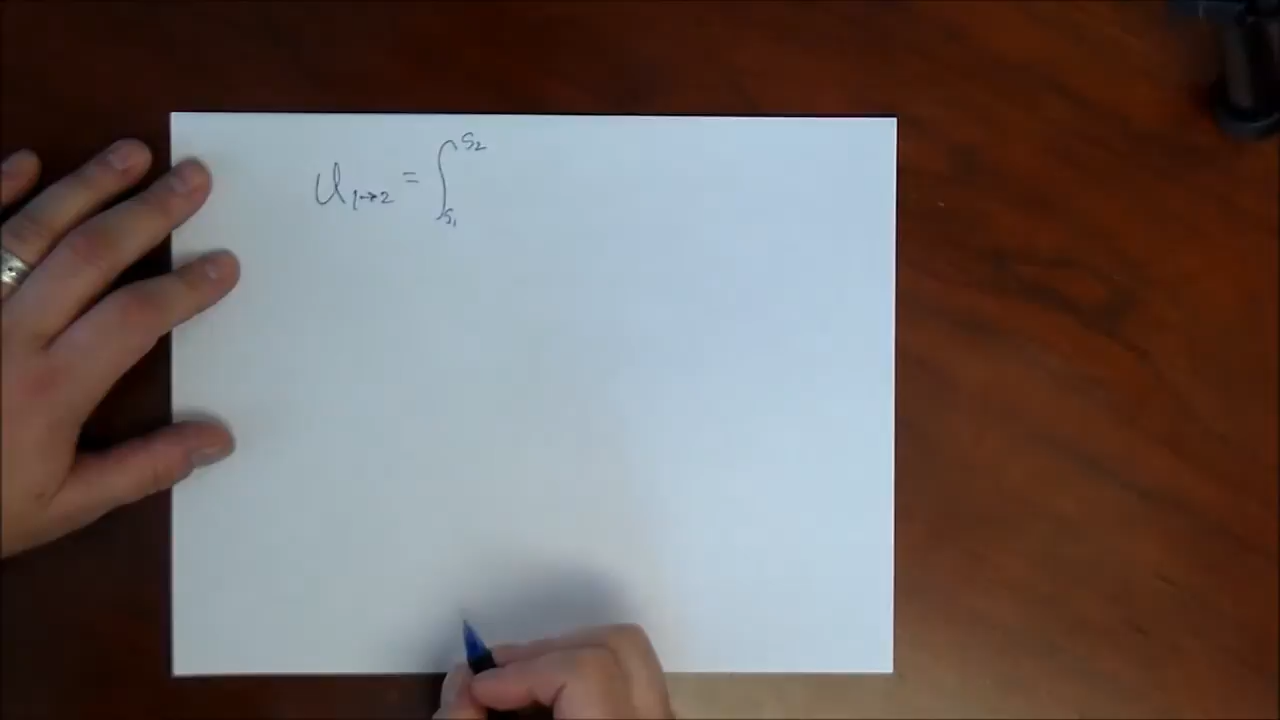 U₁→₂ = ∫ₛ₁ˢ²